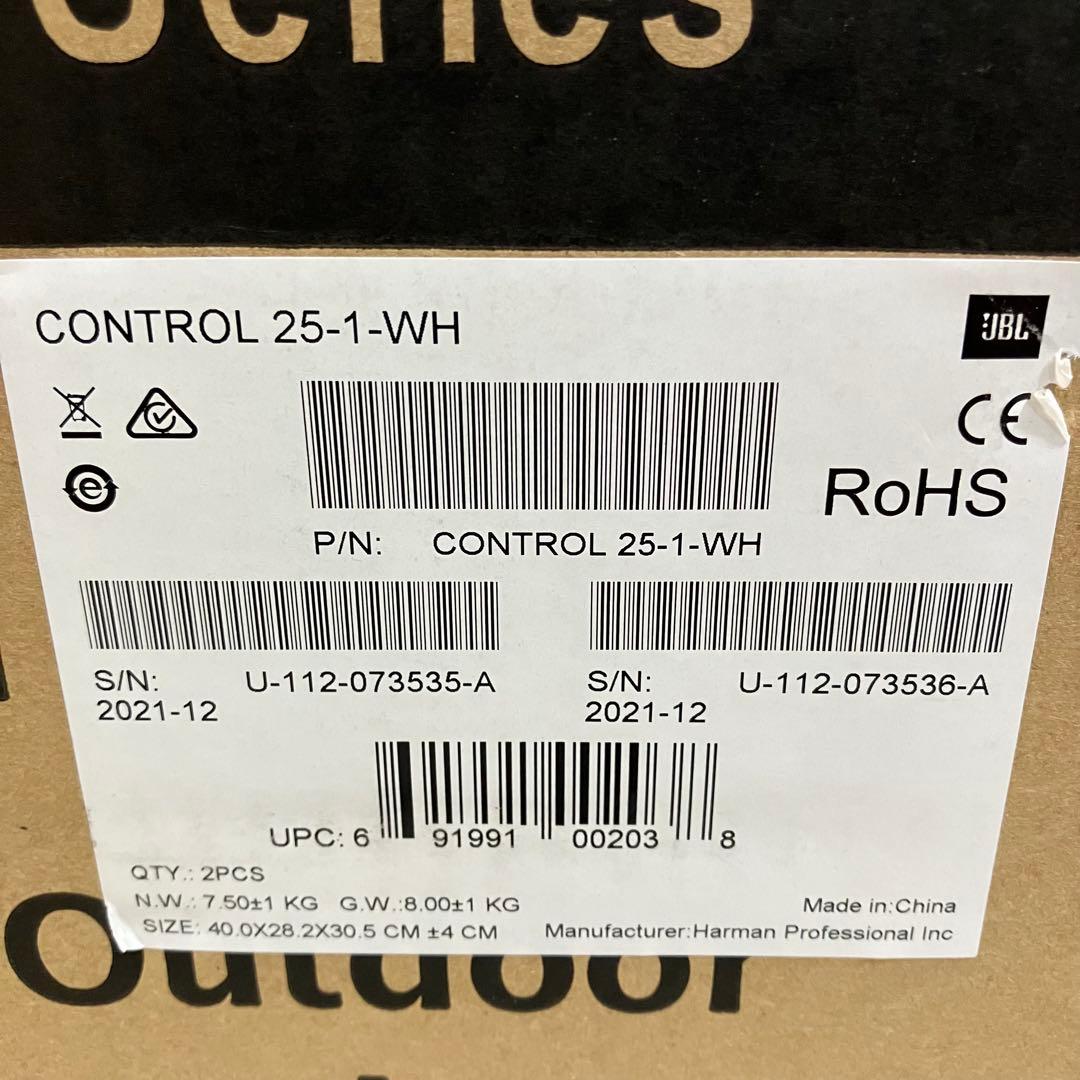 Series
CONTROL 25-1-WH
JBL
CE
RoHS
P/N: CONTROL 25-1-WH
S/N: U-112-073535-A
2021-12
S/N: U-112-073536-A
2021-12
UPC: 6 91991 00203 8
QTY.: 2PCS
N.W.: 7.50±1 KG G.W.:8.00±1 KG
SIZE: 40.0X28.2X30.5 CM ±4 CM
Made in:China
Manufacturer:Harman Professional Inc
Outdoor